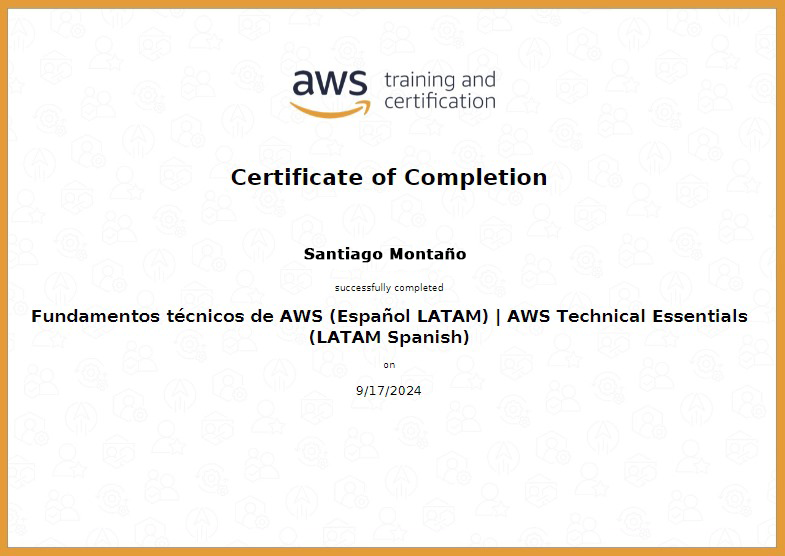 aws training and
certification
Certificate of Completion
Santiago Montaño
successfully completed
Fundamentos técnicos de AWS (Español LATAM) | AWS Technical Essentials
(LATAM Spanish)
on
9/17/2024